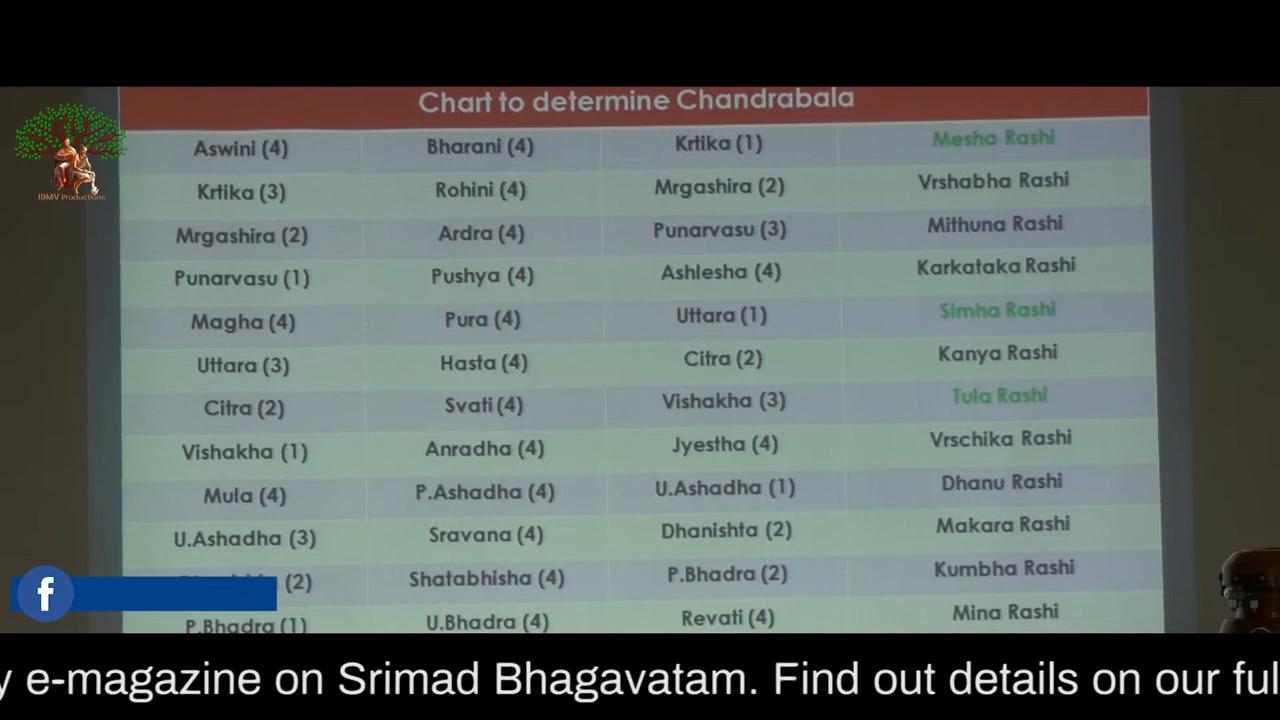 Chart to determine Chandrabala
Aswini (4) Bharani (4) Krtika (1) Mesha Rashi
Krtika (3) Rohini (4) Mrgashira (2) Vrshabha Rashi
Mrgashira (2) Ardra (4) Punarvasu (3) Mithuna Rashi
Punarvasu (1) Pushya (4) Ashlesha (4) Karkataka Rashi
Magha (4) Pura (4) Uttara (1) Simha Rashi
Uttara (3) Hasta (4) Citra (2) Kanya Rashi
Citra (2) Svati (4) Vishakha (3) Tula Rashi
Vishakha (1) Anradha (4) Jyestha (4) Vrschika Rashi
Mula (4) P.Ashadha (4) U.Ashadha (1) Dhanu Rashi
U.Ashadha (3) Sravana (4) Dhanishta (2) Makara Rashi
(2) Shatabhisha (4) P.Bhadra (2) Kumbha Rashi
P.Bhadra (1) U.Bhadra (4) Revati (4) Mina Rashi
IBMV Productions
f
y e-magazine on Srimad Bhagavatam. Find out details on our ful